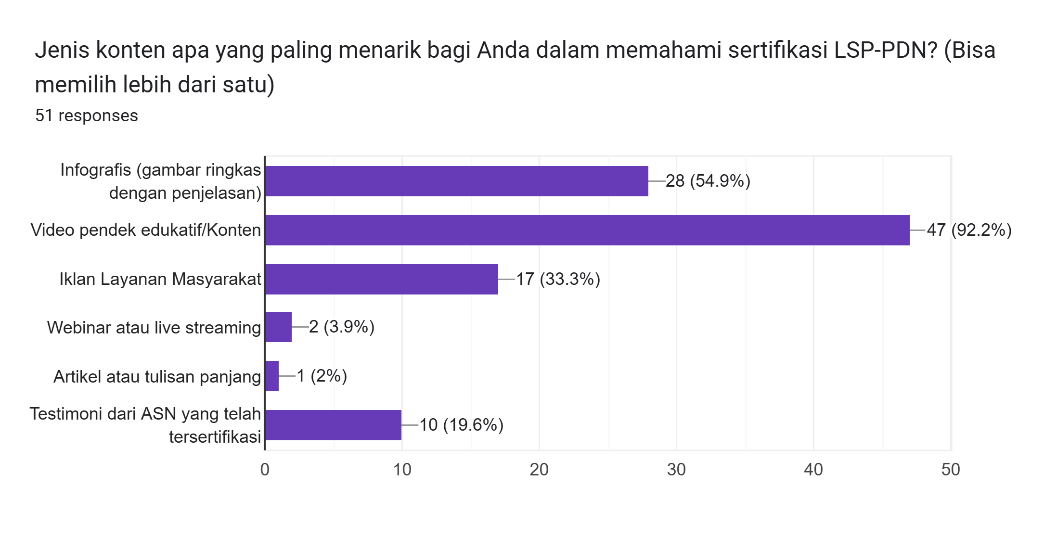 Jenis konten apa yang paling menarik bagi Anda dalam memahami sertifikasi LSP-PDN? (Bisa
memilih lebih dari satu)
51 responses
Infografis (gambar ringkas
dengan penjelasan)
28 (54.9%)
Video pendek edukatif/Konten
47 (92.2%)
Iklan Layanan Masyarakat
17 (33.3%)
Webinar atau live streaming
2 (3.9%)
Artikel atau tulisan panjang
1 (2%)
Testimoni dari ASN yang telah
tersertifikasi
10 (19.6%)
0 10 20 30 40 50